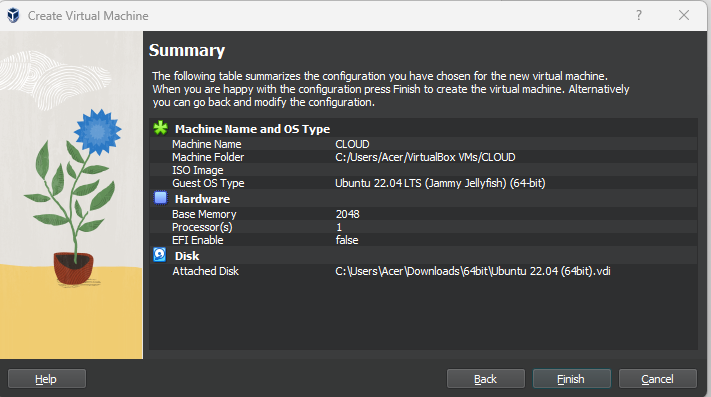 Create Virtual Machine
?
Summary
The following table summarizes the configuration you have chosen for the new virtual machine.
When you are happy with the configuration press Finish to create the virtual machine. Alternatively
you can go back and modify the configuration.
Machine Name and OS Type
Machine Name CLOUD
Machine Folder C:/Users/Acer/VirtualBox VMs/CLOUD
ISO Image
Guest OS Type Ubuntu 22.04 LTS (Jammy Jellyfish) (64-bit)
Hardware
Base Memory 2048
Processor(s) 1
EFI Enable false
Disk
Attached Disk C:\Users\Acer\Downloads\64bit\Ubuntu 22.04 (64bit).vdi
Help Back Finish Cancel